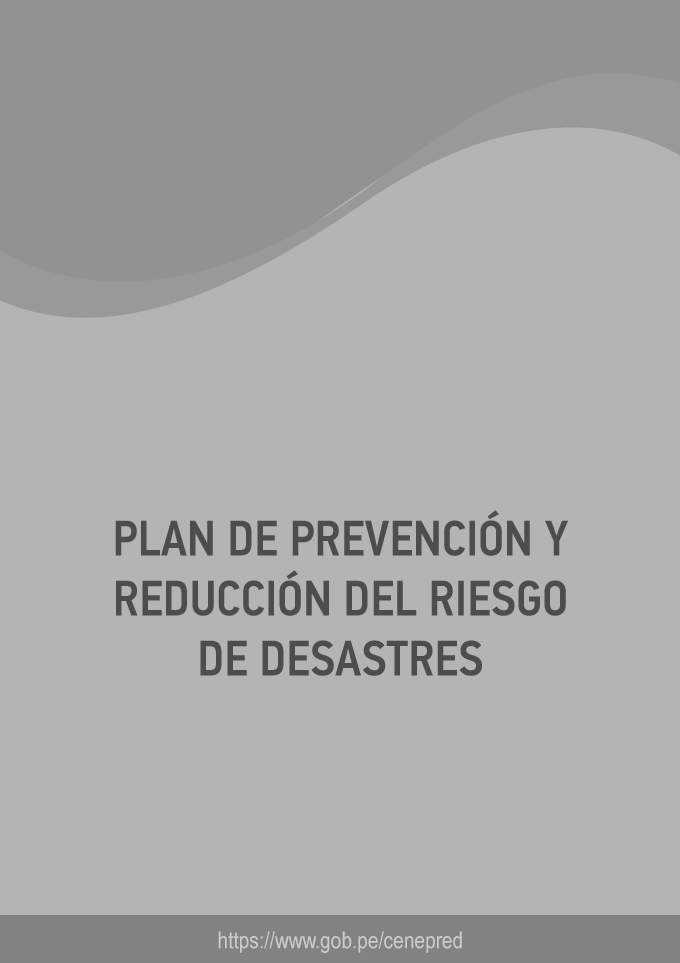 PLAN DE PREVENCIÓN Y
REDUCCIÓN DEL RIESGO
DE DESASTRES
https://www.gob.pe/cenepred